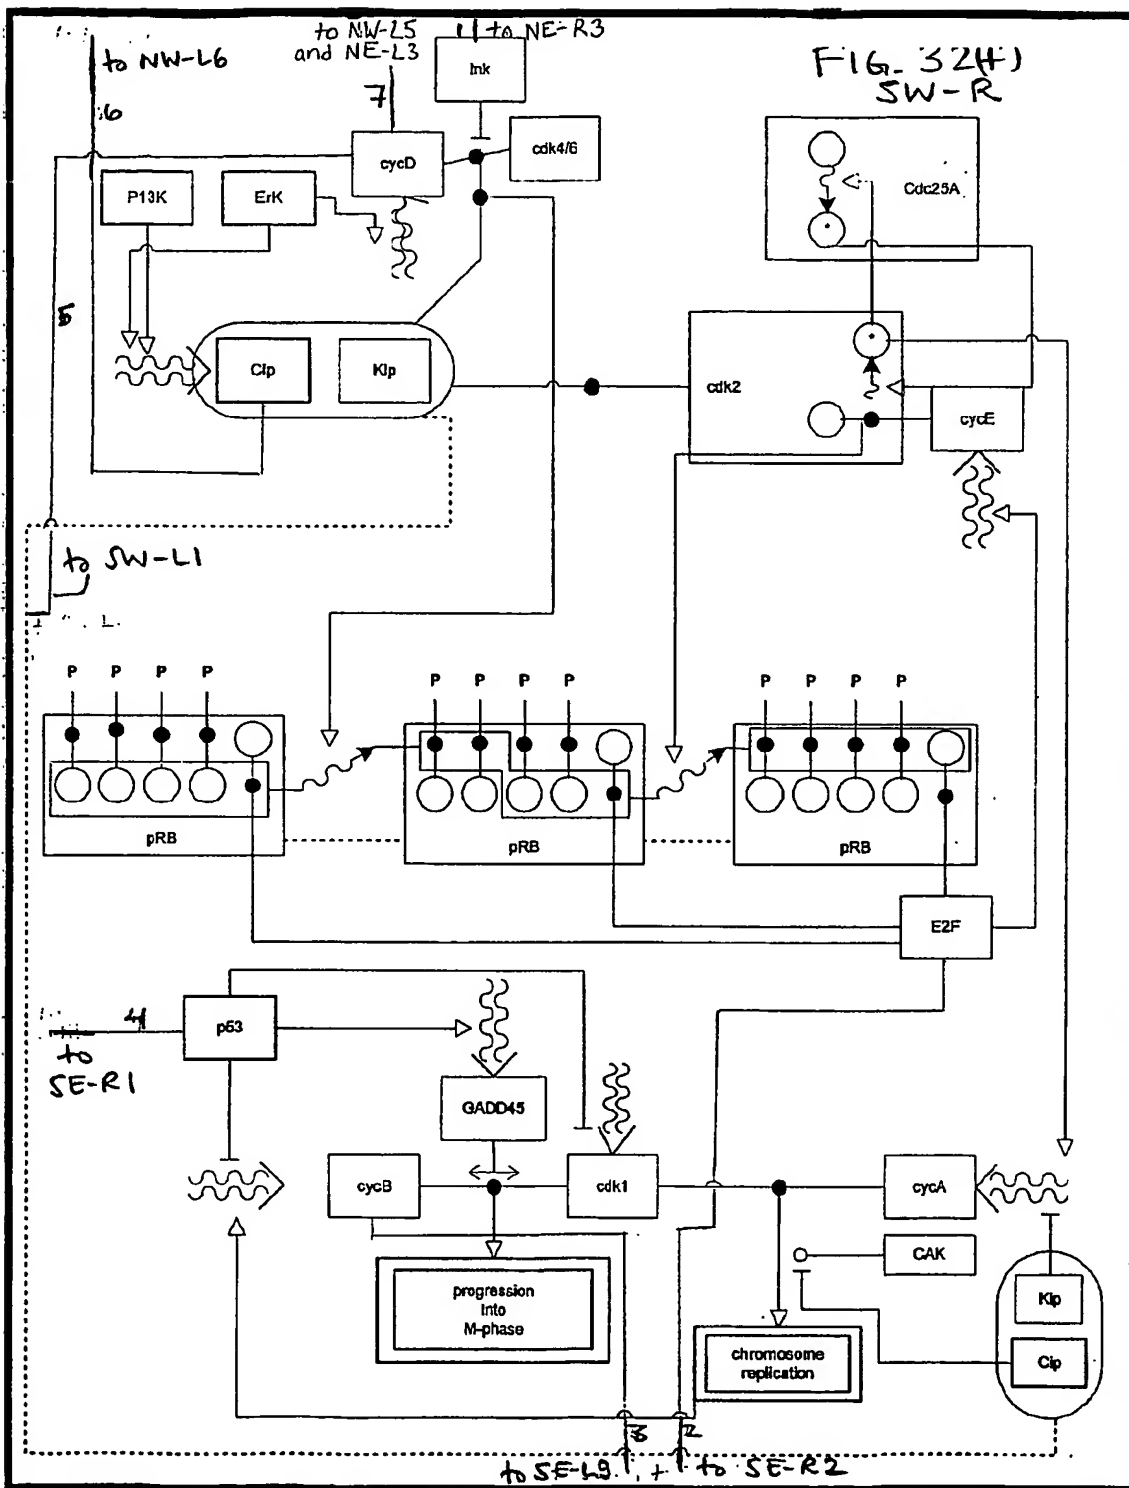 to NW-L5
and NE-L3
to NE-R3
to NW-L6
FIG. 32(H)
SW-R
Ink
6
7
cycD
cdk4/6
Cdc25A
P13K
ErK
5
Cip
Kip
cdk2
cycE
to SW-L1
P P P P
P P P P
P P P P
pRB
pRB
pRB
E2F
4
p53
to
SE-R1
GADD45
cycB
cdk1
cycA
CAK
progression
into
M-phase
Kip
Cip
chromosome
replication
3
2
to SE-L3
to SE-R2